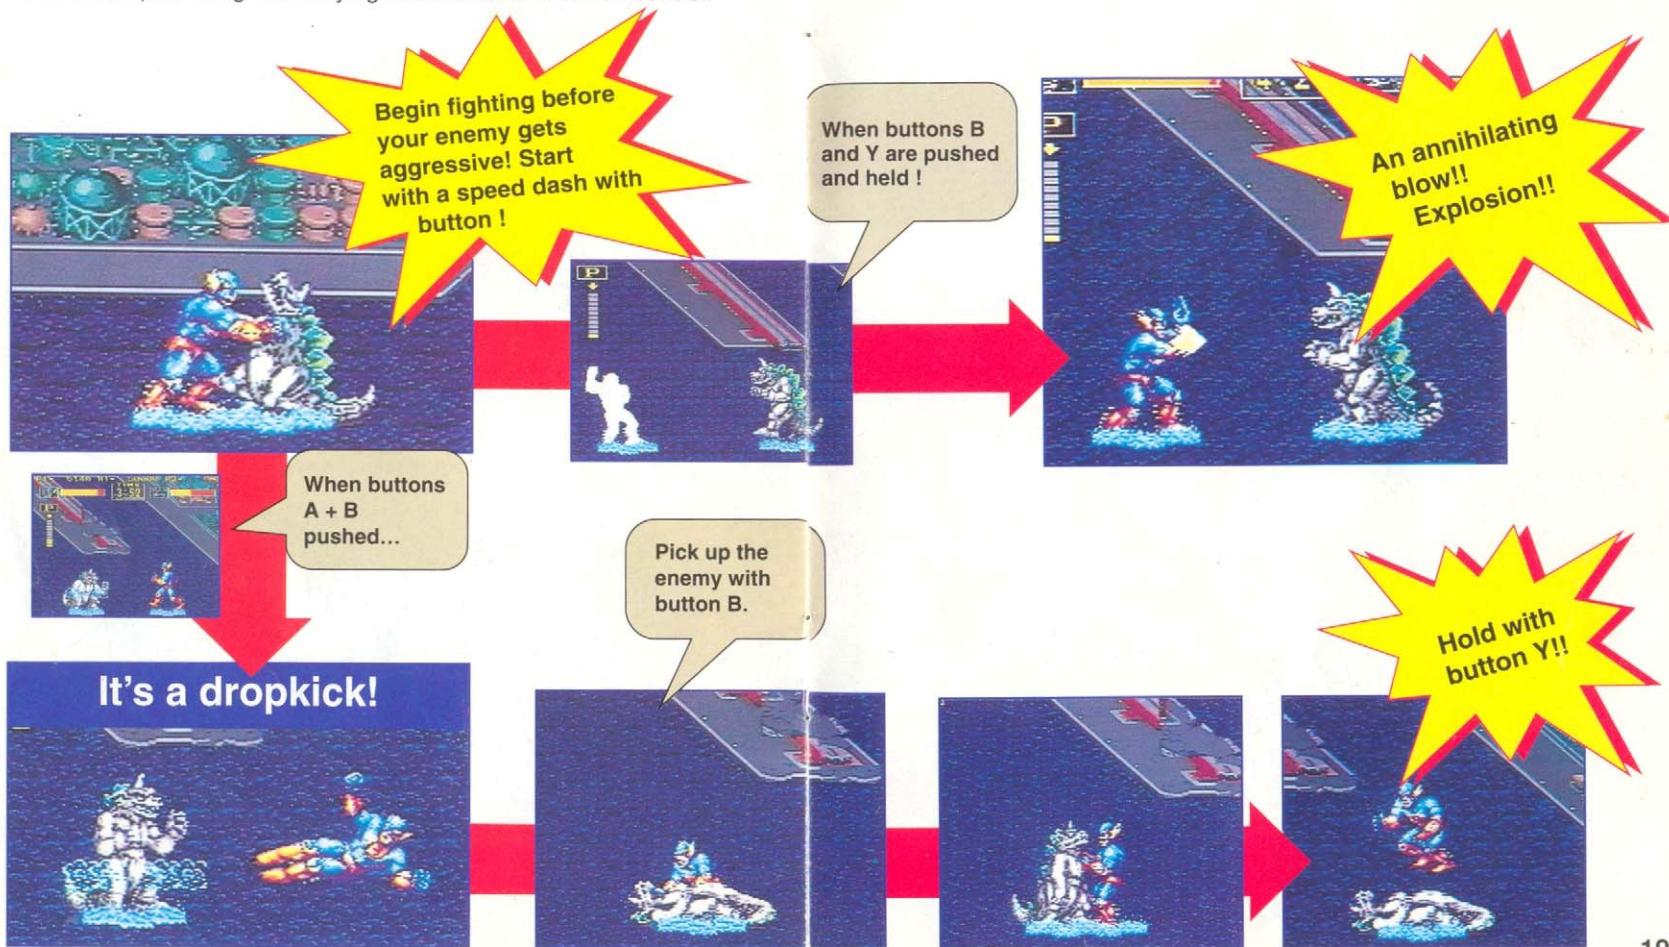 Begin fighting before
your enemy gets
aggressive! Start
with a speed dash with
button !
When buttons B
and Y are pushed
and held !
An annihilating
blow!!
Explosion!!
P
P
When buttons
A + B
pushed...
Pick up the
enemy with
button B.
Hold with
button Y!!
It's a dropkick!